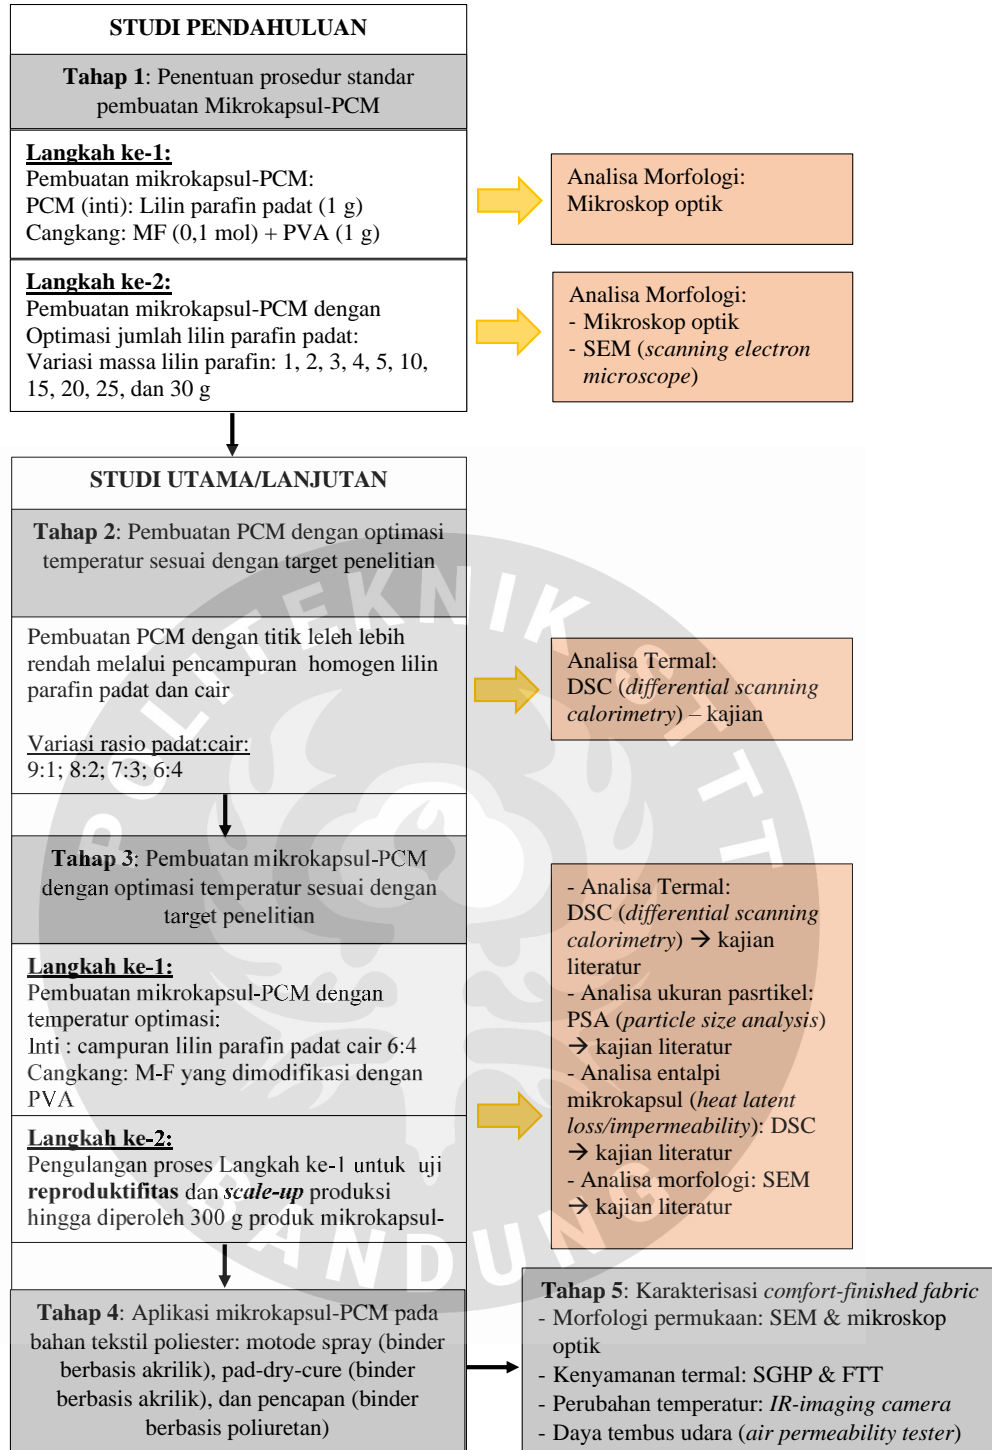 STUDI PENDAHULUAN
Tahap 1: Penentuan prosedur standar
pembuatan Mikrokapsul-PCM
Langkah ke-1:
Pembuatan mikrokapsul-PCM:
PCM (inti): Lilin parafin padat (1 g)
Cangkang: MF (0,1 mol) + PVA (1 g)
Analisa Morfologi:
Mikroskop optik
Langkah ke-2:
Pembuatan mikrokapsul-PCM dengan
Optimasi jumlah lilin parafin padat:
Variasi massa lilin parafin: 1, 2, 3, 4, 5, 10,
15, 20, 25, dan 30 g
Analisa Morfologi:
- Mikroskop optik
- SEM (scanning electron
microscope)
STUDI UTAMA/LANJUTAN
Tahap 2: Pembuatan PCM dengan optimasi
temperatur sesuai dengan target penelitian
Pembuatan PCM dengan titik leleh lebih
rendah melalui pencampuran homogen lilin
parafin padat dan cair
Variasi rasio padat:cair:
9:1; 8:2; 7:3; 6:4
Analisa Termal:
DSC (differential scanning
calorimetry) – kajian
Tahap 3: Pembuatan mikrokapsul-PCM
dengan optimasi temperatur sesuai dengan
target penelitian
Langkah ke-1:
Pembuatan mikrokapsul-PCM dengan
temperatur optimasi:
Inti : campuran lilin parafin padat cair 6:4
Cangkang: M-F yang dimodifikasi dengan
PVA
Langkah ke-2:
Pengulangan proses Langkah ke-1 untuk uji
reproduktifitas dan scale-up produksi
hingga diperoleh 300 g produk mikrokapsul-
- Analisa Termal:
DSC (differential scanning
calorimetry) → kajian
literatur
- Analisa ukuran pasrtikel:
PSA (particle size analysis)
→ kajian literatur
- Analisa entalpi
mikrokapsul (heat latent
loss/impermeability): DSC
→ kajian literatur
- Analisa morfologi: SEM
→ kajian literatur
Tahap 4: Aplikasi mikrokapsul-PCM pada
bahan tekstil poliester: motode spray (binder
berbasis akrilik), pad-dry-cure (binder
berbasis akrilik), dan pencapan (binder
berbasis poliuretan)
Tahap 5: Karakterisasi comfort-finished fabric
- Morfologi permukaan: SEM & mikroskop
optik
- Kenyamanan termal: SGHP & FTT
- Perubahan temperatur: IR-imaging camera
- Daya tembus udara (air permeability tester)
POLITEKNIK STTT
BANDUNG